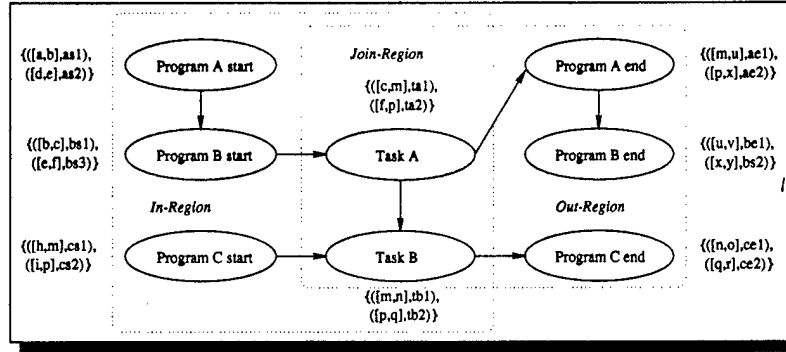 {([a,b],as1),
([d,e],as2)}
Program A start
Join-Region
{([c,m],ta1),
([f,p],ta2)}
Program A end
{([m,u],ae1),
([p,x],ae2)}
{([b,c],bs1),
([e,f],bs3)}
Program B start
Task A
Program B end
{([u,v],be1),
([x,y],bs2)}
In-Region
Out-Region
{([h,m],cs1),
([i,p],cs2)}
Program C start
Task B
Program C end
{([n,o],ce1),
([q,r],ce2)}
{([m,n],tb1),
([p,q],tb2)}